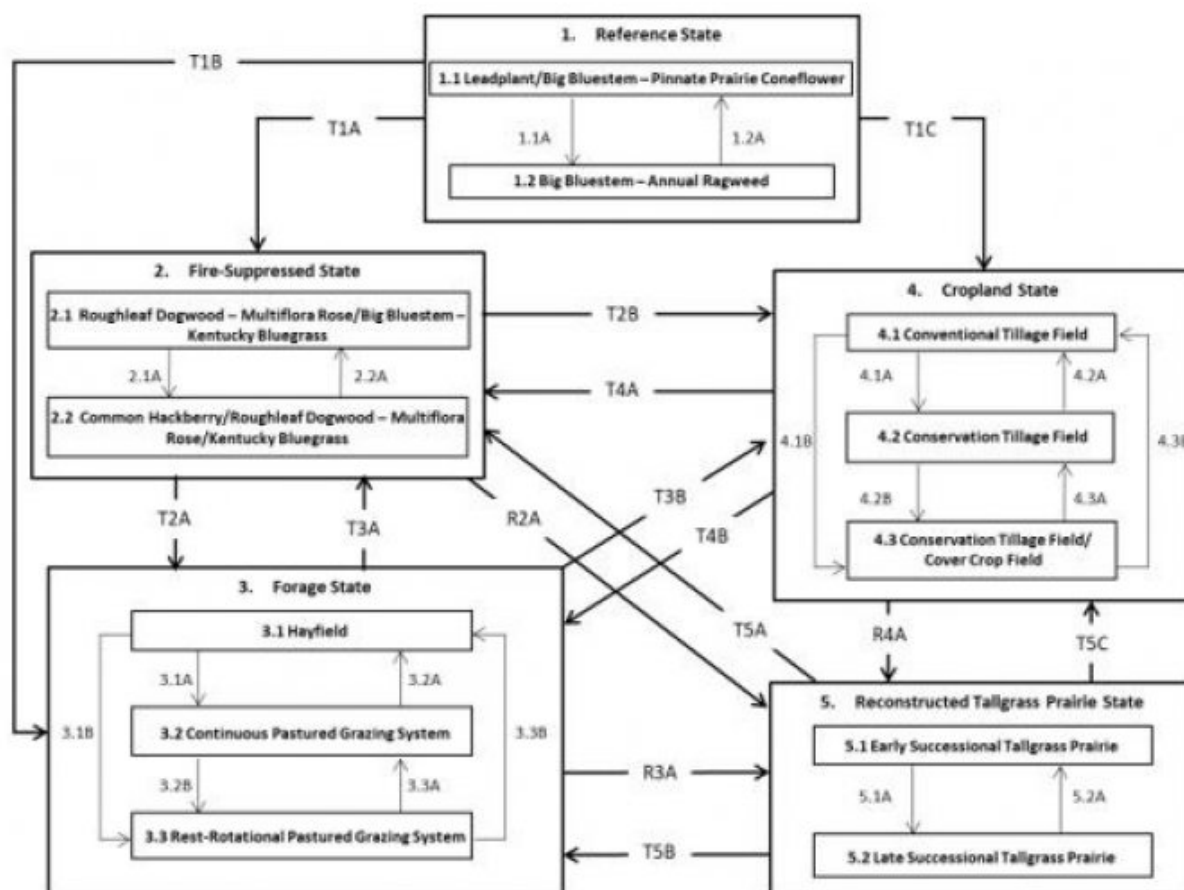 1. Reference State
T1B
1.1 Leadplant/Big Bluestem – Pinnate Prairie Coneflower
T1A
1.1A
1.2A
T1C
1.2 Big Bluestem – Annual Ragweed
2. Fire-Suppressed State
4. Cropland State
2.1 Roughleaf Dogwood – Multiflora Rose/Big Bluestem –
Kentucky Bluegrass
T2B
4.1 Conventional Tillage Field
2.1A
2.2A
4.1A
4.2A
T4A
2.2 Common Hackberry/Roughleaf Dogwood – Multiflora
Rose/Kentucky Bluegrass
4.1B
4.2 Conservation Tillage Field
4.3B
T2A
T3A
R2A
T3B
T4B
4.2B
4.3A
4.3 Conservation Tillage Field/
Cover Crop Field
3. Forage State
3.1 Hayfield
T5A
R4A
T5C
3.1A
3.2A
5. Reconstructed Tallgrass Prairie State
3.1B
3.2 Continuous Pastured Grazing System
3.3B
5.1 Early Successional Tallgrass Prairie
R3A
3.2B
3.3A
5.1A
5.2A
3.3 Rest-Rotational Pastured Grazing System
T5B
5.2 Late Successional Tallgrass Prairie